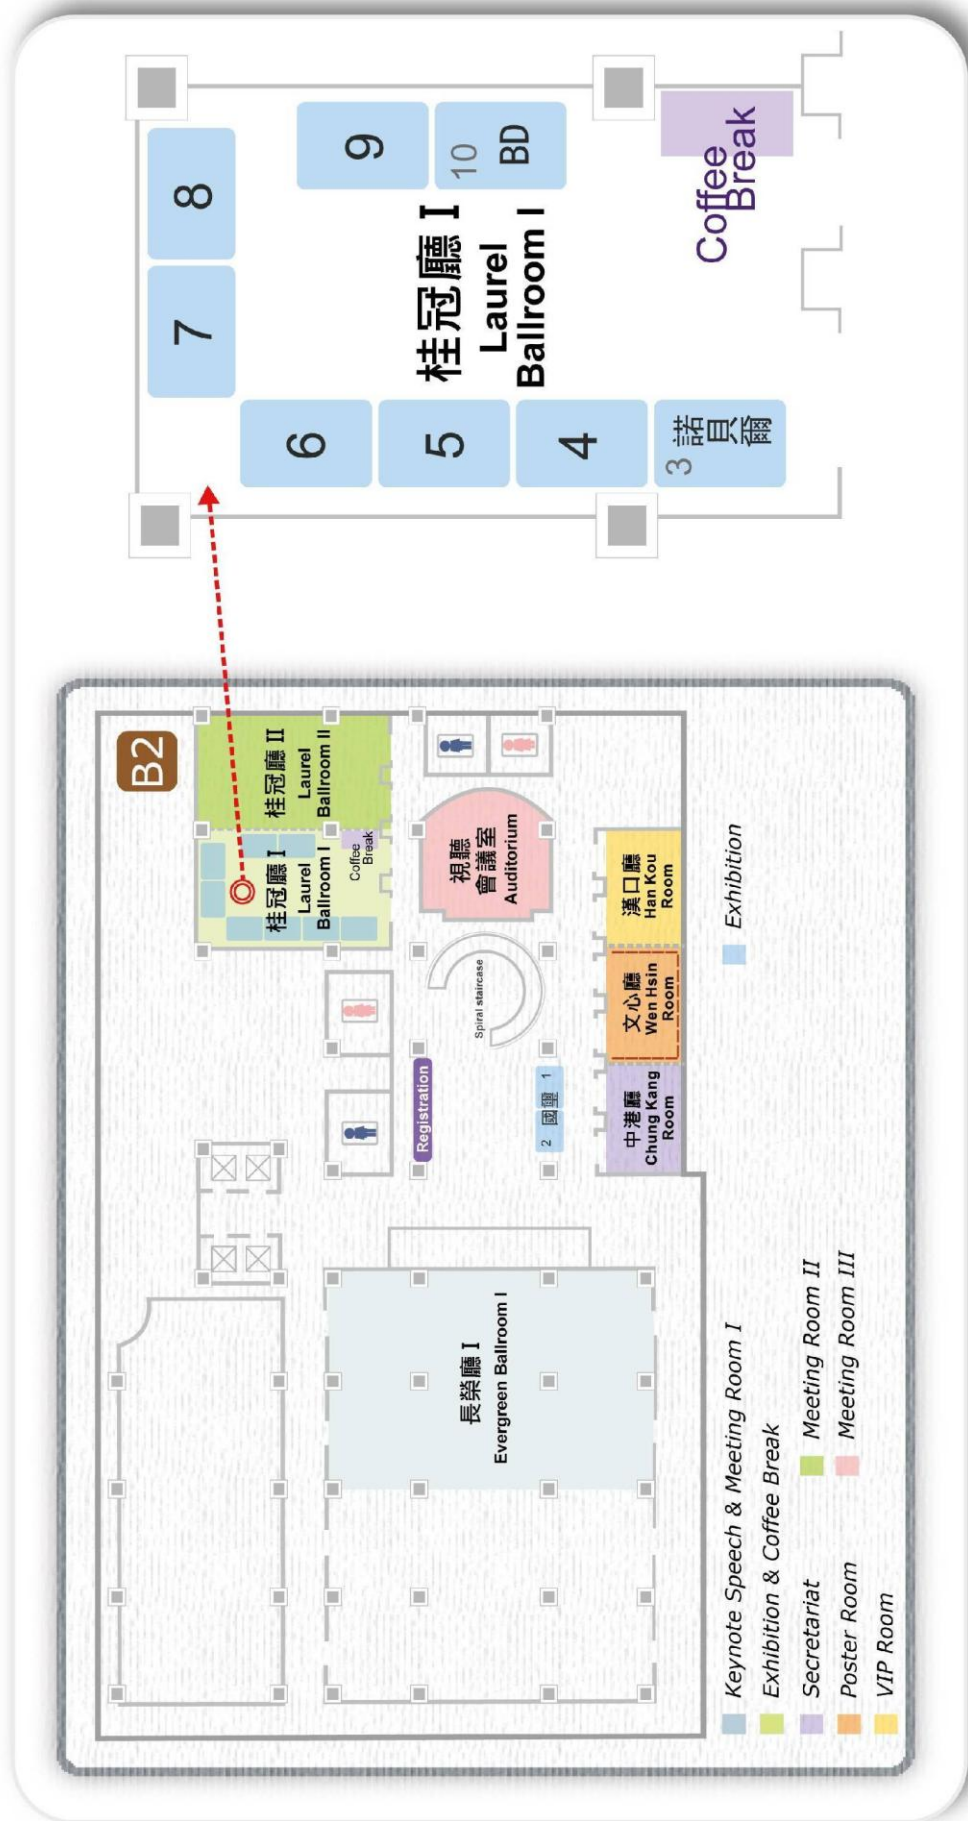 B2
桂冠廳 I
Laurel
Ballroom I
Coffee
Break
桂冠廳 II
Laurel
Ballroom II
視聽
會議室
Auditorium
Spiral staircase
Registration
2 國璽 1
中港廳
Chung Kang
Room
文心廳
Wen Hsin
Room
漢口廳
Han Kou
Room
長榮廳 I
Evergreen Ballroom I
Keynote Speech & Meeting Room I
Exhibition & Coffee Break
Secretariat
Meeting Room II
Poster Room
Meeting Room III
VIP Room
Exhibition
7
8
6
5
4
3 諾貝爾
9
10
BD
桂冠廳 I
Laurel
Ballroom I
Coffee
Break